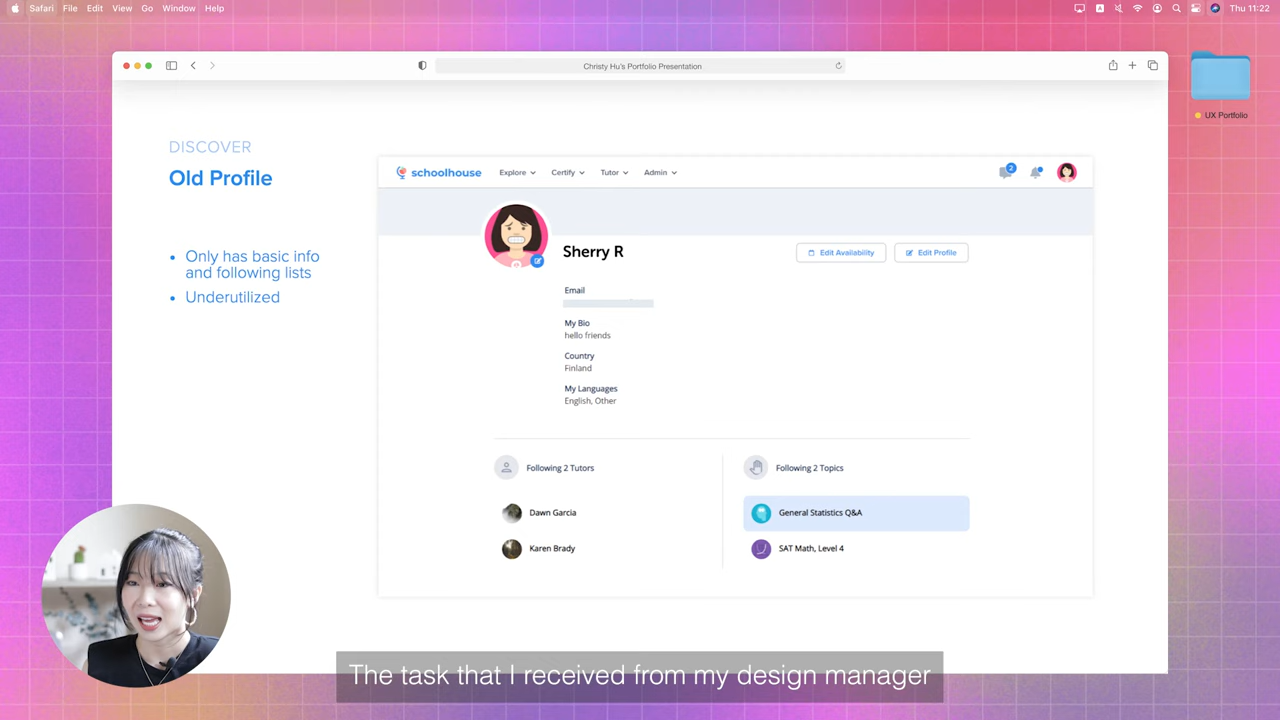 Safari File Edit View Go Window Help
A
Thu 11:22
Christy Hu's Portfolio Presentation
UX Portfolio
DISCOVER
Old Profile
• Only has basic info
and following lists
• Underutilized
schoolhouse Explore Certify Tutor Admin
2
Sherry R
Edit Availability
Edit Profile
Email
My Bio
hello friends
Country
Finland
My Languages
English, Other
Following 2 Tutors
Dawn Garcia
Karen Brady
Following 2 Topics
General Statistics Q&A
SAT Math, Level 4
The task that I received from my design manager